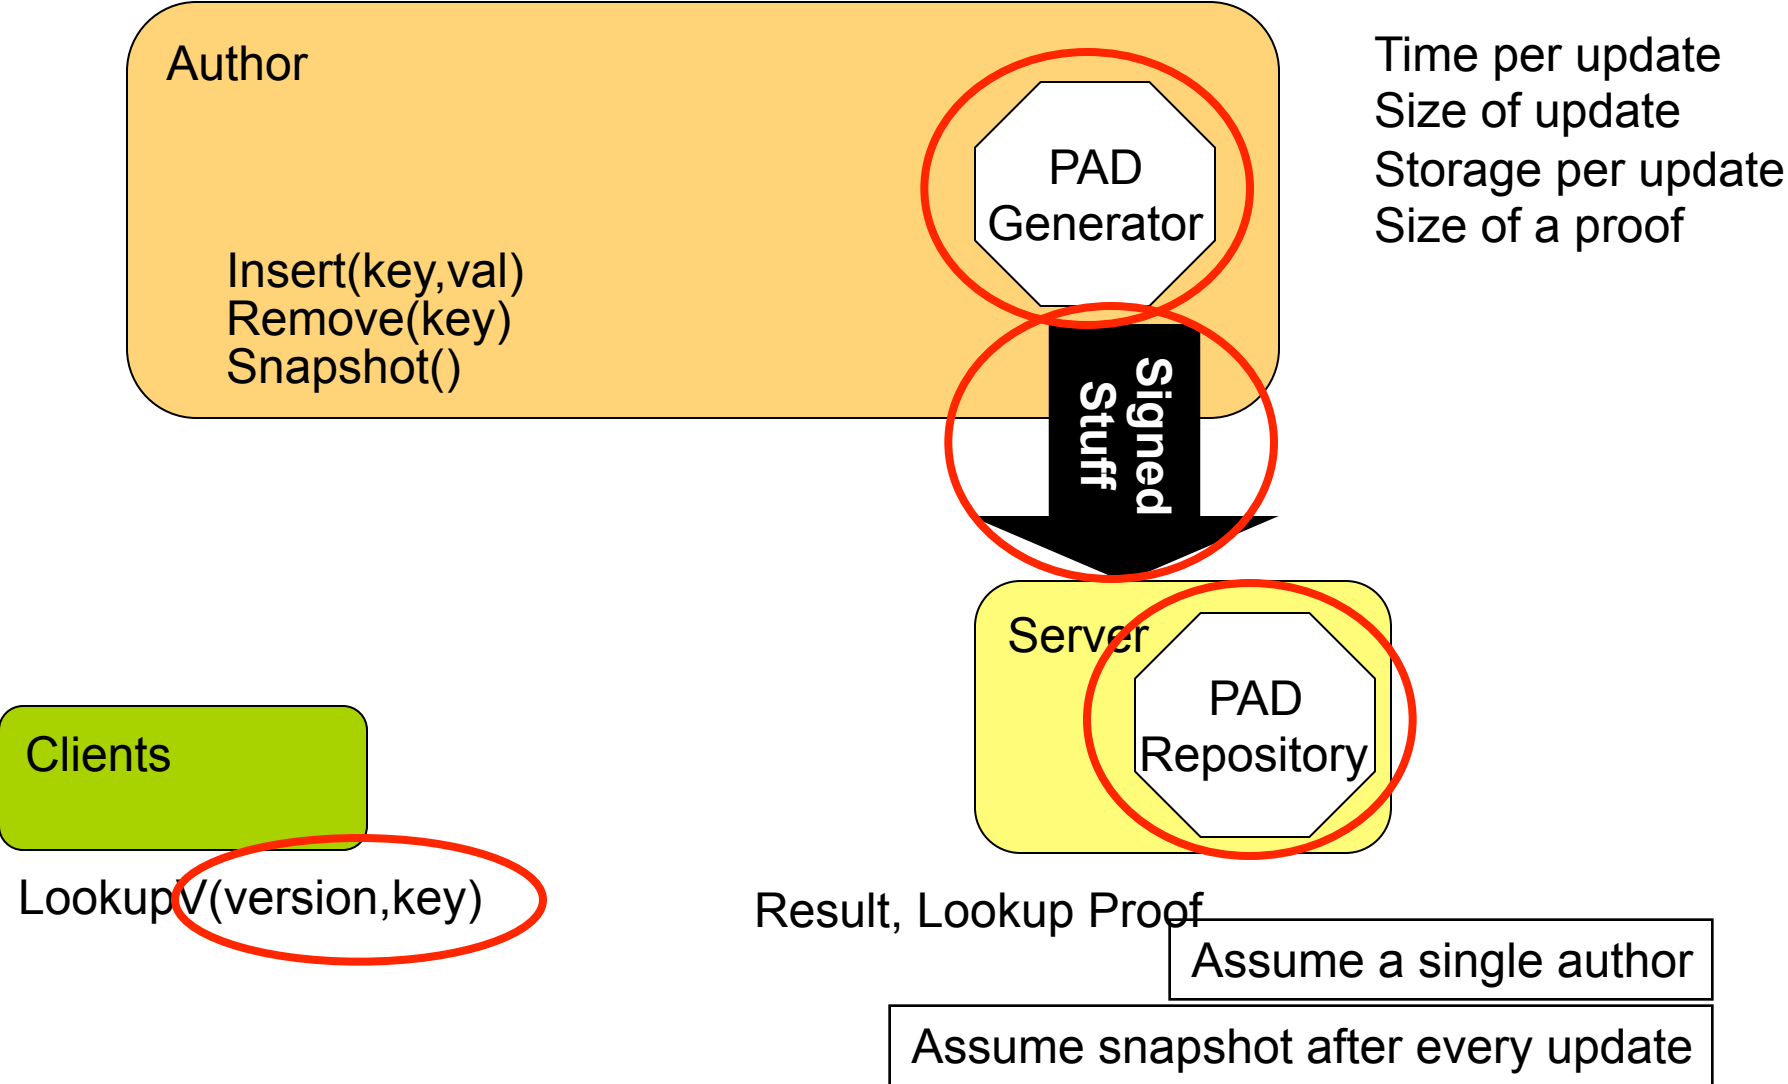 Author
PAD
Generator
Time per update
Size of update
Storage per update
Size of a proof
Insert(key,val)
Remove(key)
Snapshot()
Signed
Stuff
Server
PAD
Repository
Clients
LookupV(version,key)
Result, Lookup Proof
Assume a single author
Assume snapshot after every update